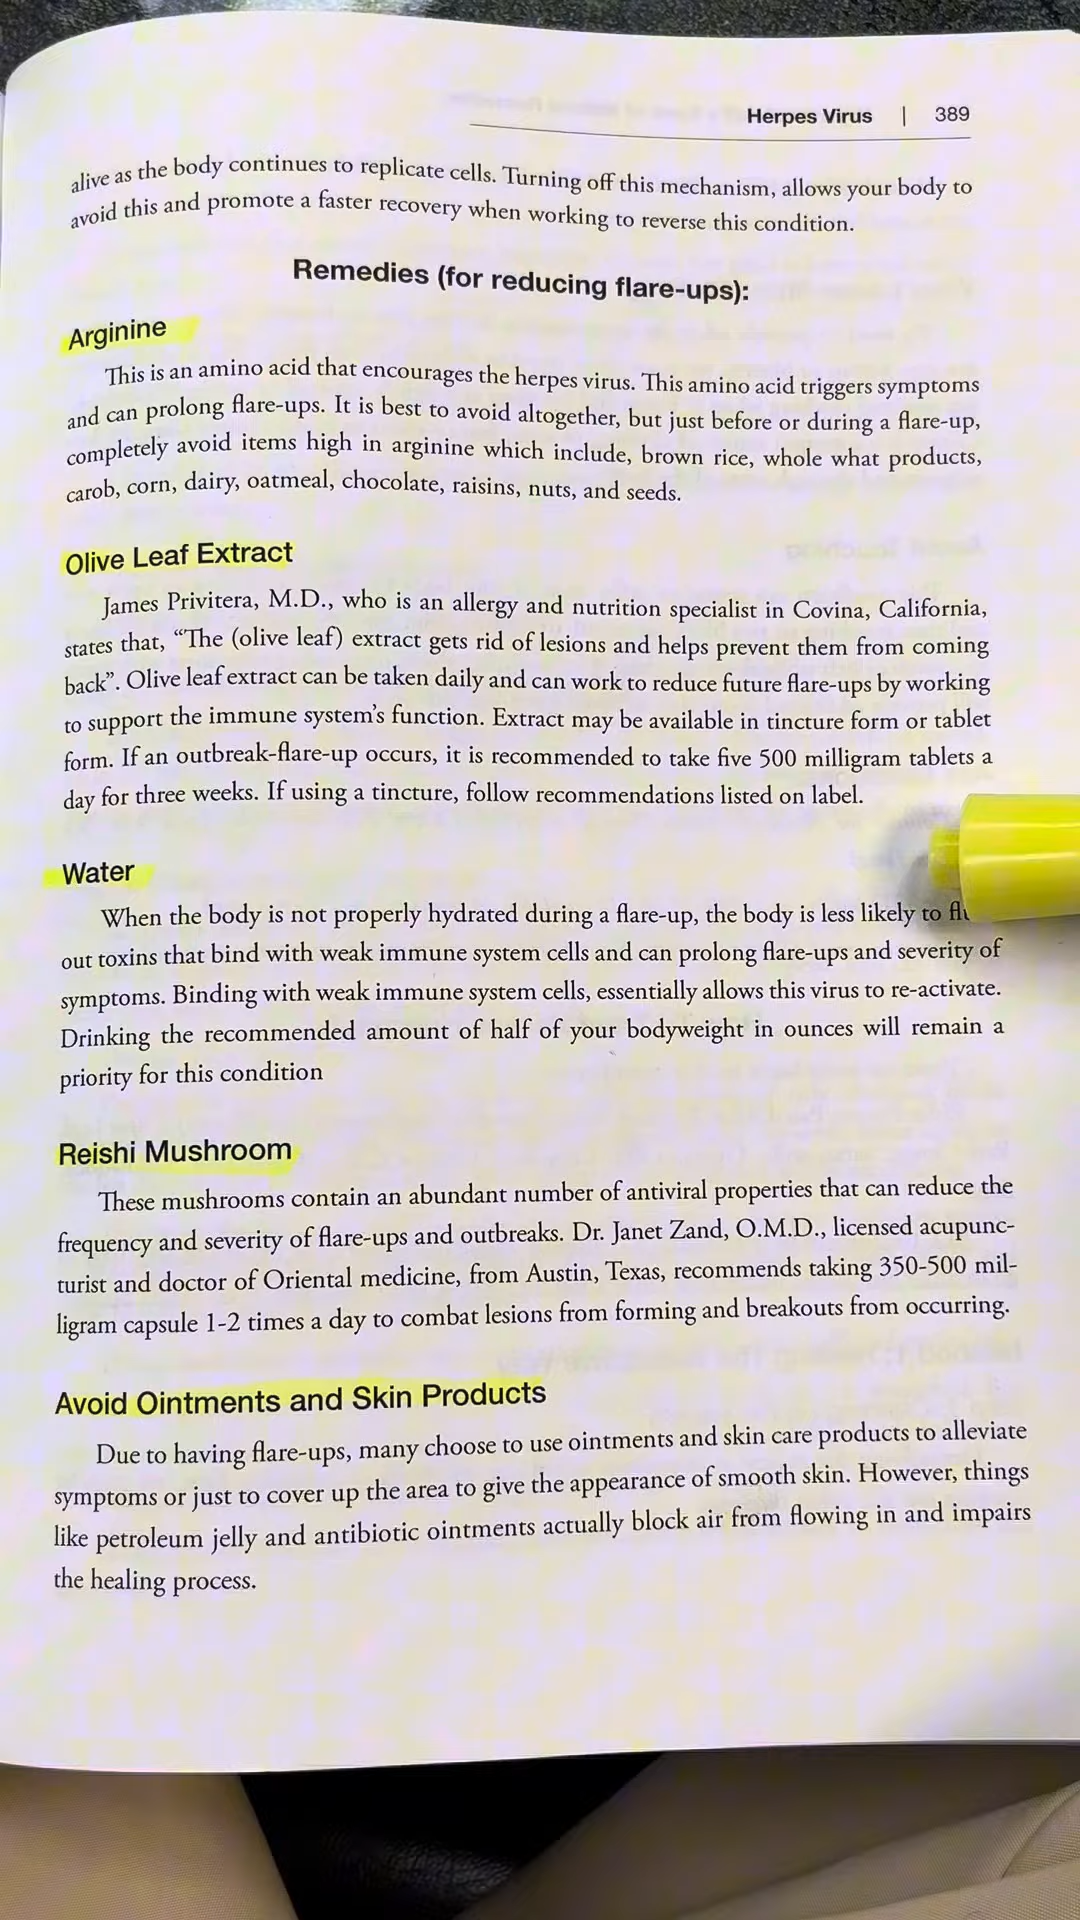 Herpes Virus | 389
alive as the body continues to replicate cells. Turning off this mechanism, allows your body to
avoid this and promote a faster recovery when working to reverse this condition.
Remedies (for reducing flare-ups):
Arginine
This is an amino acid that encourages the herpes virus. This amino acid triggers symptoms
and can prolong flare-ups. It is best to avoid altogether, but just before or during a flare-up,
completely avoid items high in arginine which include, brown rice, whole what products,
carob, corn, dairy, oatmeal, chocolate, raisins, nuts, and seeds.
Olive Leaf Extract
James Privitera, M.D., who is an allergy and nutrition specialist in Covina, California,
states that, “The (olive leaf) extract gets rid of lesions and helps prevent them from coming
back”. Olive leaf extract can be taken daily and can work to reduce future flare-ups by working
to support the immune system’s function. Extract may be available in tincture form or tablet
form. If an outbreak-flare-up occurs, it is recommended to take five 500 milligram tablets a
day for three weeks. If using a tincture, follow recommendations listed on label.
Water
When the body is not properly hydrated during a flare-up, the body is less likely to
out toxins that bind with weak immune system cells and can prolong flare-ups and severity of
symptoms. Binding with weak immune system cells, essentially allows this virus to re-activate.
Drinking the recommended amount of half of your bodyweight in ounces will remain a
priority for this condition
Reishi Mushroom
These mushrooms contain an abundant number of antiviral properties that can reduce the
frequency and severity of flare-ups and outbreaks. Dr. Janet Zand, O.M.D., licensed acupunc-
turist and doctor of Oriental medicine, from Austin, Texas, recommends taking 350-500 mil-
ligram capsule 1-2 times a day to combat lesions from forming and breakouts from occurring.
Avoid Ointments and Skin Products
Due to having flare-ups, many choose to use ointments and skin care products to alleviate
symptoms or just to cover up the area to give the appearance of smooth skin. However, things
like petroleum jelly and antibiotic ointments actually block air from flowing in and impairs
the healing process.